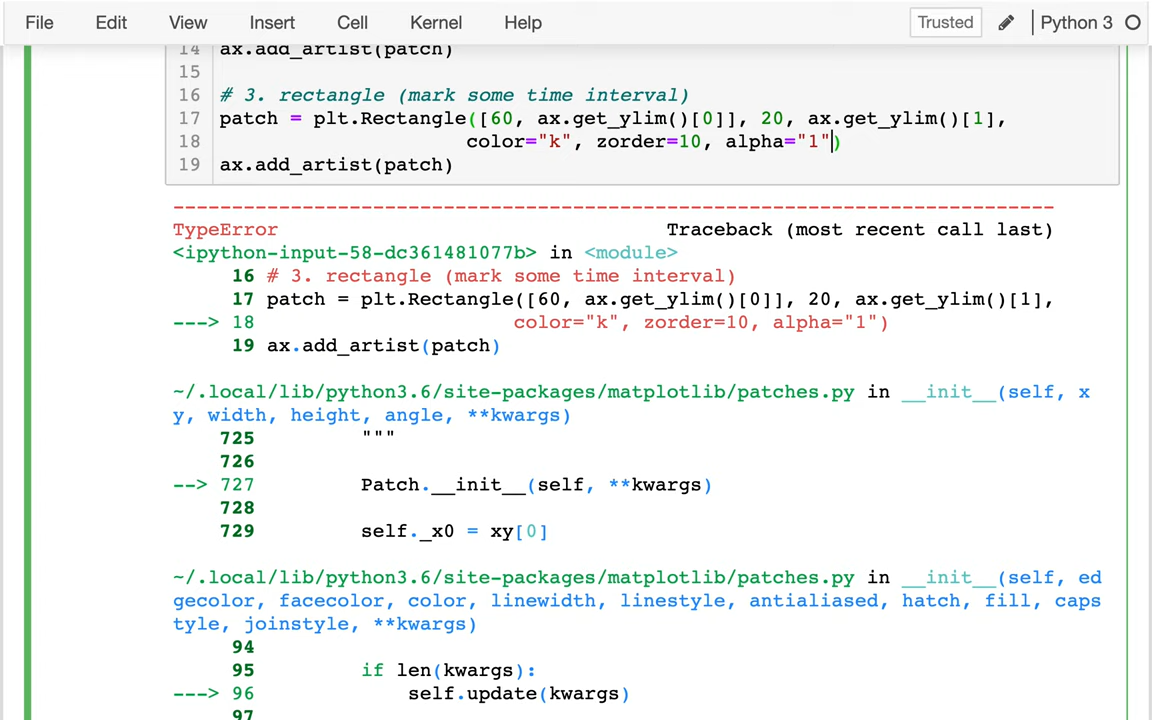 File Edit View Insert Cell Kernel Help Trusted Python 3
14 ax.add_artist(patch)
15
16 # 3. rectangle (mark some time interval)
17 patch = plt.Rectangle([60, ax.get_ylim()[0]], 20, ax.get_ylim()[1],
18 color="k", zorder=10, alpha="1")
19 ax.add_artist(patch)
---------------------------------------------------------------------------
TypeError Traceback (most recent call last)
<ipython-input-58-dc361481077b> in <module>
16 # 3. rectangle (mark some time interval)
17 patch = plt.Rectangle([60, ax.get_ylim()[0]], 20, ax.get_ylim()[1],
---> 18 color="k", zorder=10, alpha="1")
19 ax.add_artist(patch)
~/.local/lib/python3.6/site-packages/matplotlib/patches.py in __init__(self, x
y, width, height, angle, **kwargs)
725 """
726
--> 727 Patch.__init__(self, **kwargs)
728
729 self._x0 = xy[0]
~/.local/lib/python3.6/site-packages/matplotlib/patches.py in __init__(self, ed
gecolor, facecolor, color, linewidth, linestyle, antialiased, hatch, fill, caps
tyle, joinstyle, **kwargs)
94
95 if len(kwargs):
---> 96 self.update(kwargs)
97